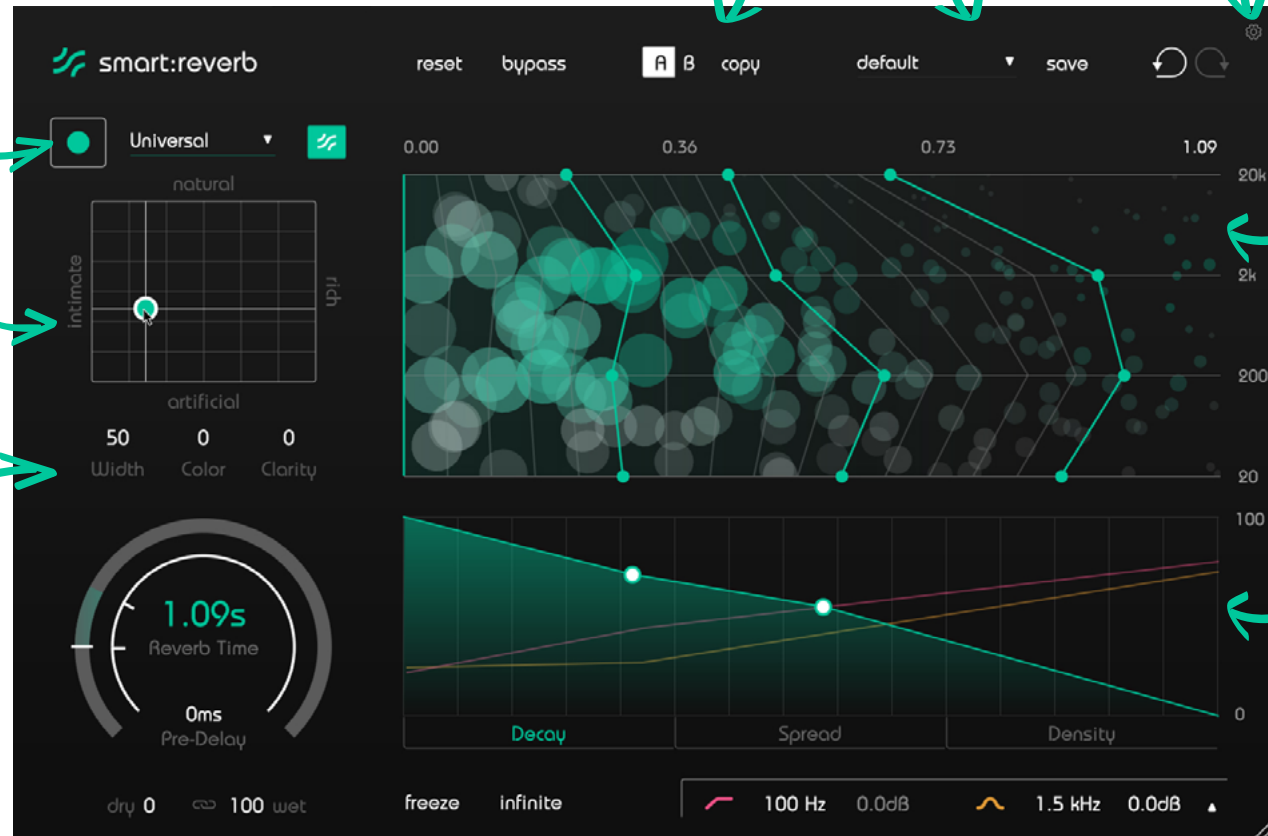 smart:reverb reset bypass A B copy default save
Universal
0.00 0.36 0.73 1.09
natural
intimate
rich
artificial
20k
2k
200
20
50 0 0
Width Color Clarity
100
0
1.09s
Reverb Time
0ms
Pre-Delay
Decay Spread Density
dry 0 100 wet freeze infinite 100 Hz 0.0dB 1.5 kHz 0.0dB